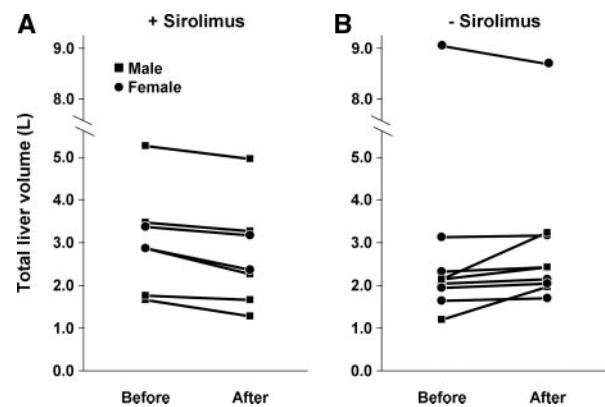 A
+ Sirolimus
Male
Female
Total liver volume (L)
9.0
8.0
5.0
4.0
3.0
2.0
1.0
0.0
Before
After
B
- Sirolimus
9.0
8.0
5.0
4.0
3.0
2.0
1.0
0.0
Before
After